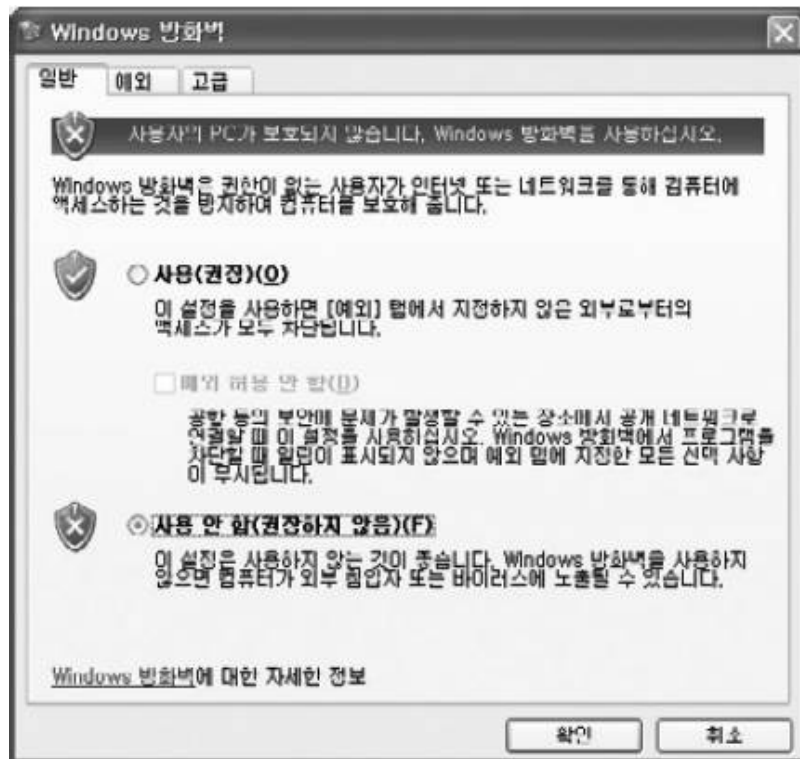 Windows 방화벽
일반 예외 고급
사용자의 PC가 보호되지 않습니다. Windows 방화벽을 사용하십시오.
Windows 방화벽은 권한이 없는 사용자가 인터넷 또는 네트워크를 통해 컴퓨터에
액세스하는 것을 방지하여 컴퓨터를 보호해 줍니다.
사용(권장)(O)
이 설정을 사용하면 [예외] 탭에서 지정하지 않은 외부로부터의
액세스가 모두 차단됩니다.
예외 허용 안 함(D)
공항 등의 보안에 문제가 발생할 수 있는 장소에서 공개 네트워크로
연결할 때 이 설정을 사용하십시오. Windows 방화벽에서 프로그램을
차단할 때 알림이 표시되지 않으며 예외 탭에 지정한 모든 선택 사항
이 무시됩니다.
사용 안 함(권장하지 않음)(F)
이 설정은 사용하지 않는 것이 좋습니다. Windows 방화벽을 사용하지
않으면 컴퓨터가 외부 침입자 또는 바이러스에 노출될 수 있습니다.
Windows 방화벽에 대한 자세한 정보
확인 취소